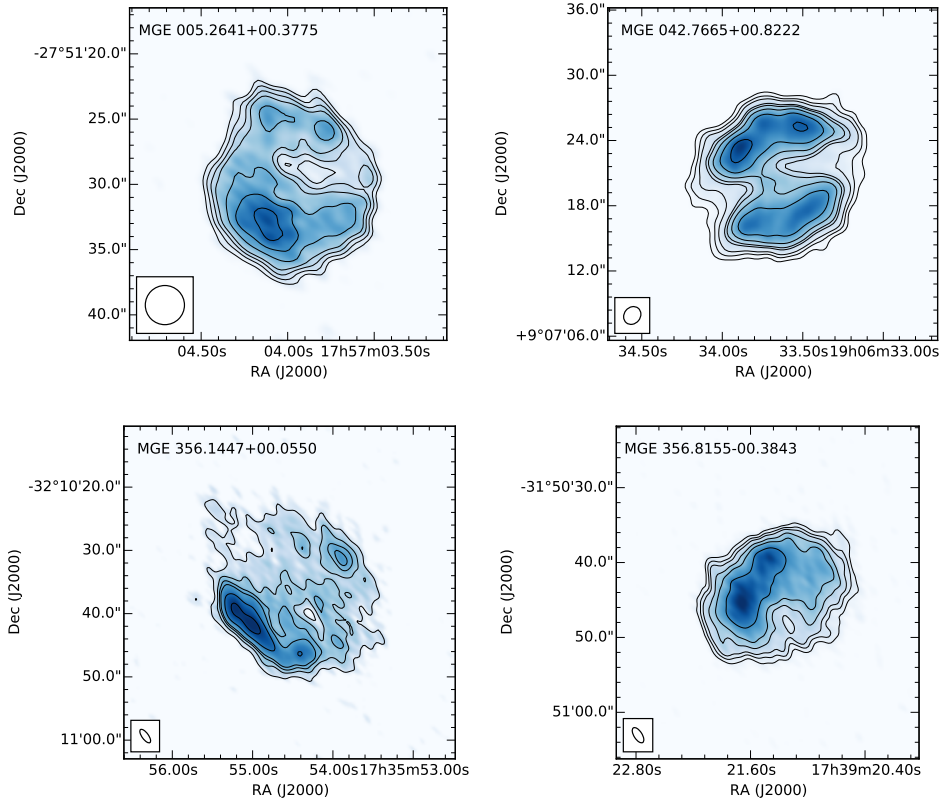 MGE 005.2641+00.3775
-27°51'20.0"
25.0"
30.0"
35.0"
40.0"
Dec (J2000)
04.50s 04.00s 17h57m03.50s
RA (J2000)
MGE 042.7665+00.8222
36.0"
30.0"
24.0"
18.0"
12.0"
+9°07'06.0"
Dec (J2000)
34.50s 34.00s 33.50s 19h06m33.00s
RA (J2000)
MGE 356.1447+00.0550
-32°10'20.0"
30.0"
40.0"
50.0"
11'00.0"
Dec (J2000)
56.00s 55.00s 54.00s 17h35m53.00s
RA (J2000)
MGE 356.8155-00.3843
-31°50'30.0"
40.0"
50.0"
51'00.0"
Dec (J2000)
22.80s 21.60s 17h39m20.40s
RA (J2000)